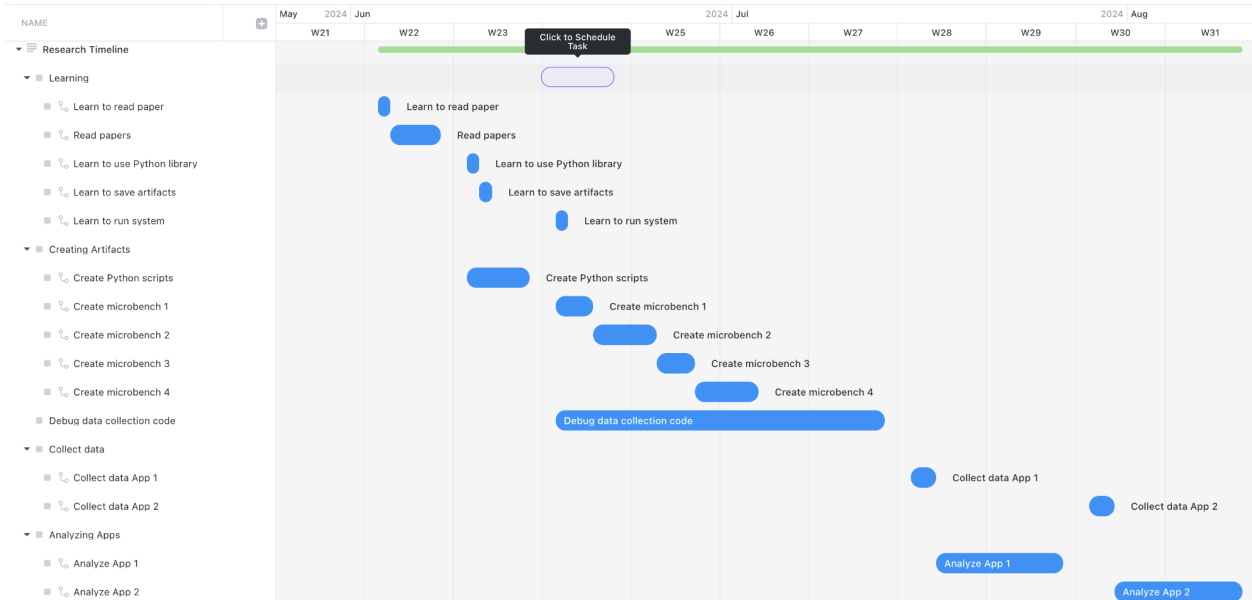 NAME
May 2024 Jun 2024 Jul 2024 Aug
W21 W22 W23 W25 W26 W27 W28 W29 W30 W31
Click to Schedule
Task
Research Timeline
Learning
Learn to read paper Learn to read paper
Read papers Read papers
Learn to use Python library Learn to use Python library
Learn to save artifacts Learn to save artifacts
Learn to run system Learn to run system
Creating Artifacts
Create Python scripts Create Python scripts
Create microbench 1 Create microbench 1
Create microbench 2 Create microbench 2
Create microbench 3 Create microbench 3
Create microbench 4 Create microbench 4
Debug data collection code Debug data collection code
Collect data
Collect data App 1 Collect data App 1
Collect data App 2 Collect data App 2
Analyzing Apps
Analyze App 1 Analyze App 1
Analyze App 2 Analyze App 2